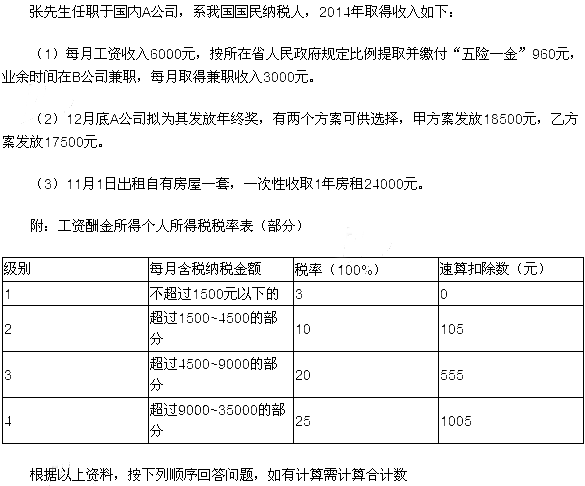 张先生任职于国内A公司，系我国国民纳税人，2014年取得收入如下：
（1）每月工资收入6000元，按所在省人民政府规定比例提取并缴付“五险一金”960元，
业余时间在B公司兼职，每月取得兼职收入3000元。
（2）12月底A公司拟为其发放年终奖，有两个方案可供选择，甲方案发放18500元，乙方
案发放17500元。
（3）11月1日出租自有房屋一套，一次性收取1年房租24000元。
附：工资酬金所得个人所得税税率表（部分）
级别 每月含税纳税金额 税率（100%） 速算扣除数（元）
1 不超过1500元以下的 3 0
2 超过1500~4500的部
分 10 105
3 超过4500~9000的部
分 20 555
4 超过9000~35000的部
分 25 1005
根据以上资料，按下列顺序回答问题，如有计算需计算合计数